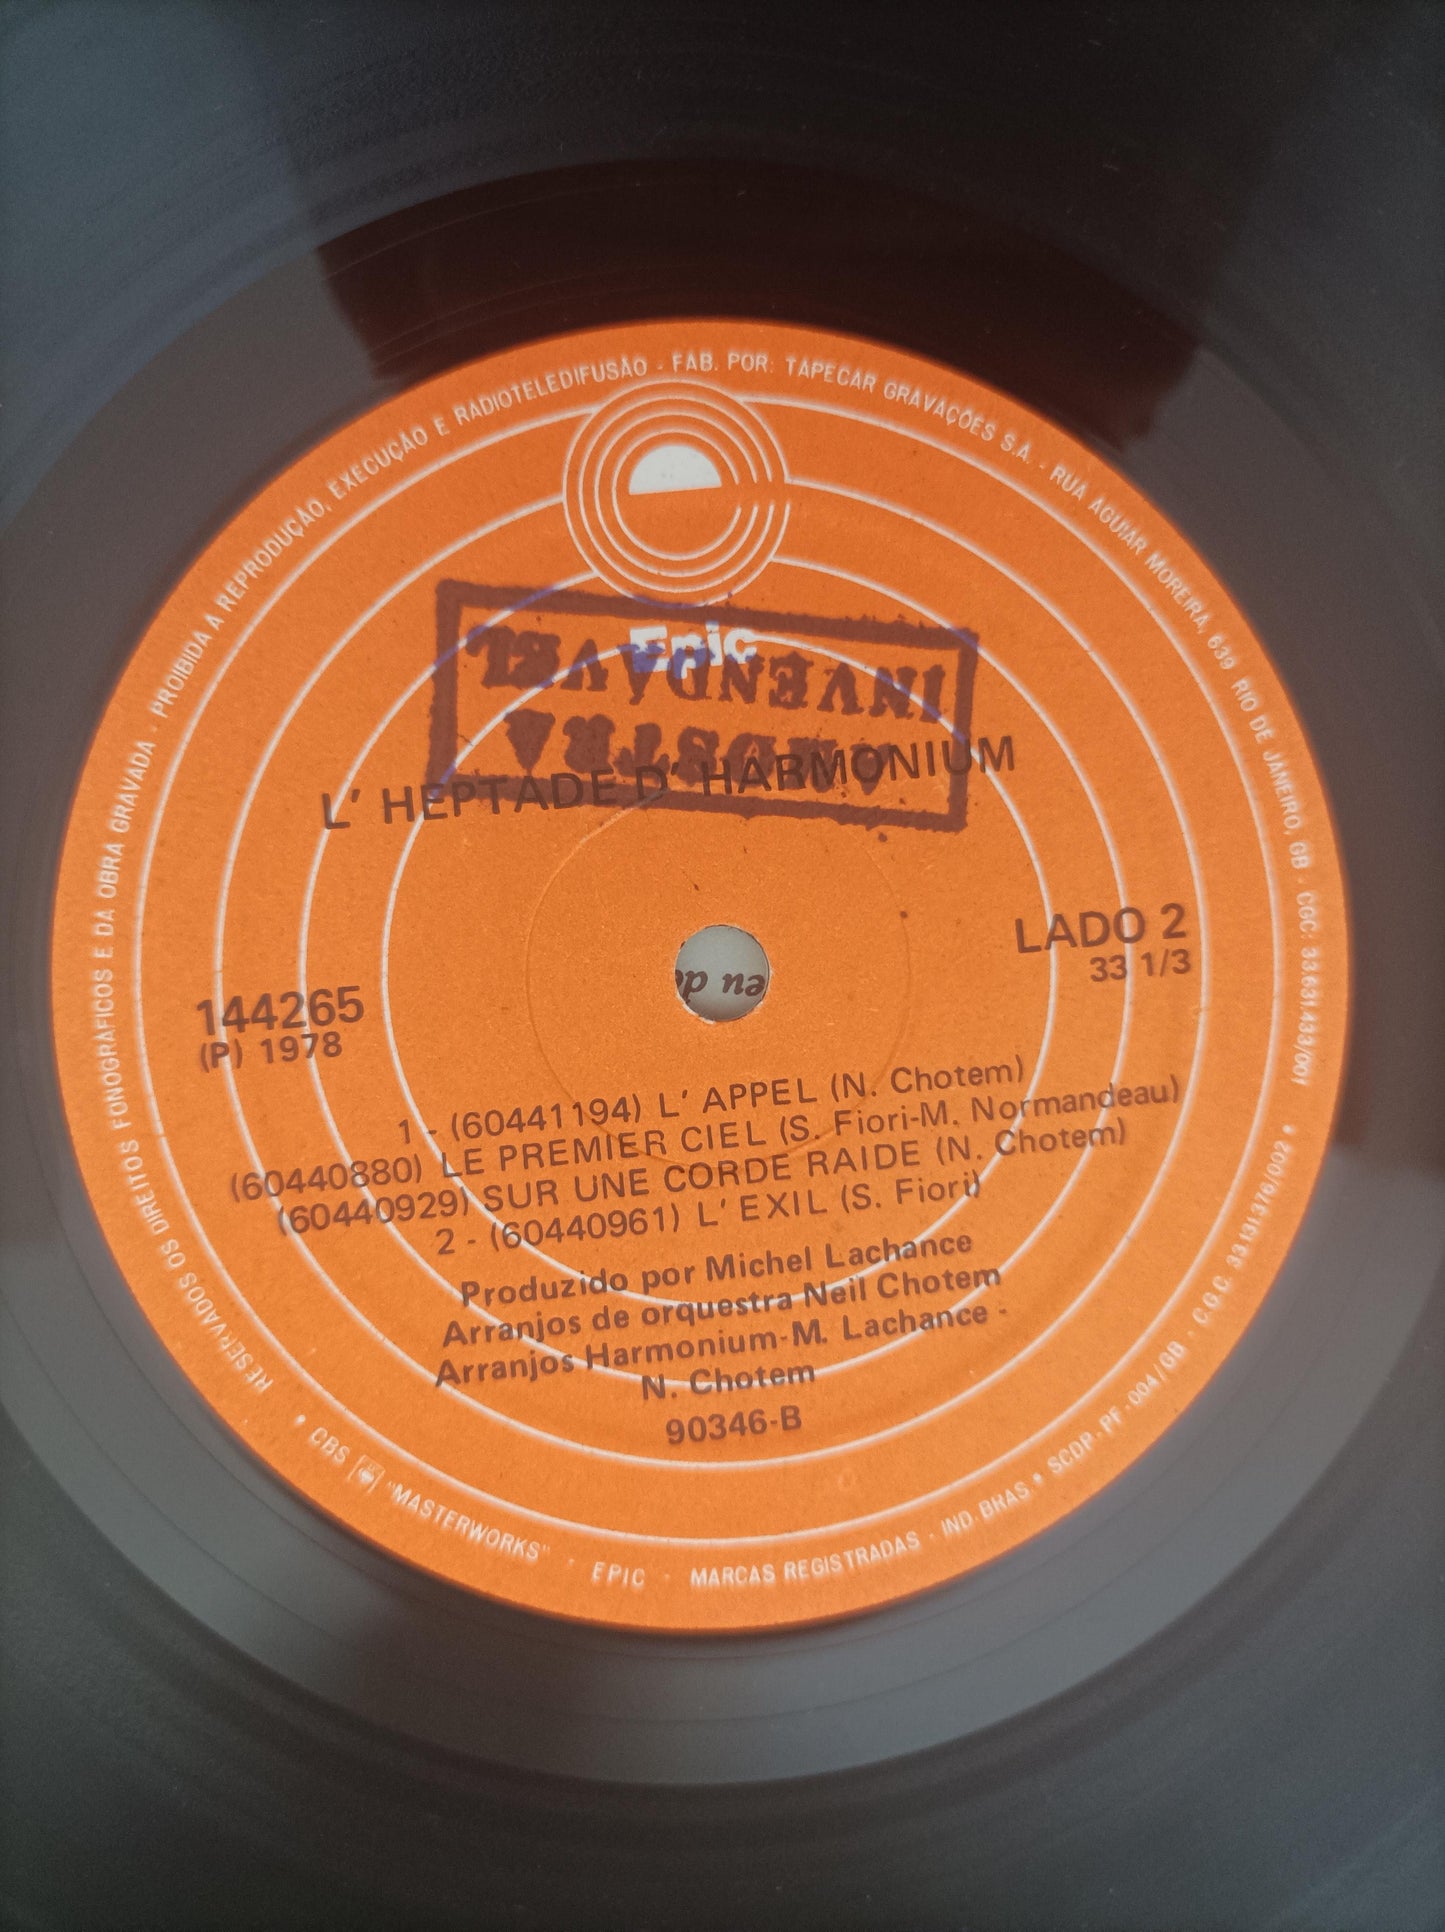 RESERVADOS OS DIREITOS FONOGRÁFICOS E DA OBRA GRAVADA - PROIBIDA A REPRODUÇÃO, EXECUÇÃO E RADIOTELEDIFUSÃO - FAB. POR: TAPECAR GRAVAÇÕES S.A. - RUA AGUIAR MOREIRA, 639 RIO DE JANEIRO, GB - CGC: 33.631.433/001
Epic
AMOSTRA
INVENDÁVEL
L' HEPTADE D' HARMONIUM
LADO 2
33 1/3
144265
(P) 1978
eu de
1 - (60441194) L' APPEL (N. Chotem)
(60440880) LE PREMIER CIEL (S. Fiori-M. Normandeau)
(60440929) SUR UNE CORDE RAIDE (N. Chotem)
2 - (60440961) L' EXIL (S. Fiori)
Produzido por Michel Lachance
Arranjos de orquestra Neil Chotem
Arranjos Harmonium-M. Lachance -
N. Chotem
90346-B
• CBS "MASTERWORKS" · EPIC · MARCAS REGISTRADAS · IND. BRAS • SCDP-PF-004/GB · C.G.C. 33.131.376/002 •